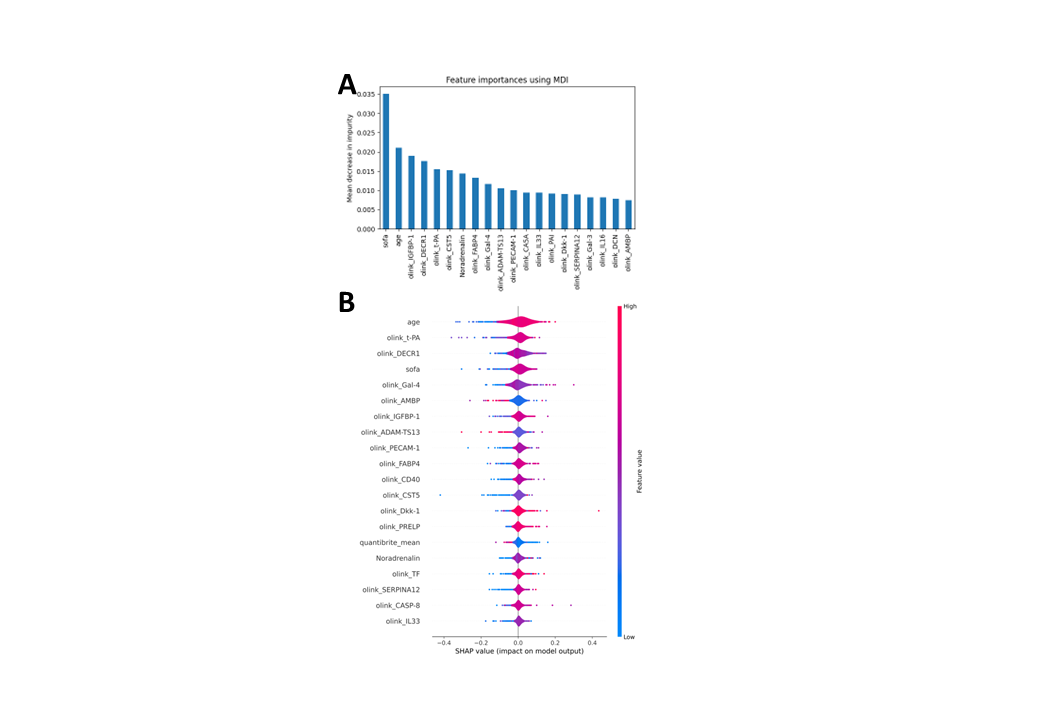 A
Feature importances using MDI
Mean decrease in impurity
0.035
0.030
0.025
0.020
0.015
0.010
0.005
0.000
sofa
age
olink_IGFBP-1
olink_DECR1
olink_t-PA
olink_CST5
Noradrenalin
olink_FABP4
olink_Gal-4
olink_ADAM-TS13
olink_PECAM-1
olink_CA5A
olink_IL33
olink_PAI
olink_Dkk-1
olink_SERPINA12
olink_Gal-3
olink_IL16
olink_DCN
olink_AMBP
B
age
olink_t-PA
olink_DECR1
sofa
olink_Gal-4
olink_AMBP
olink_IGFBP-1
olink_ADAM-TS13
olink_PECAM-1
olink_FABP4
olink_CD40
olink_CST5
olink_Dkk-1
olink_PRELP
quantibrite_mean
Noradrenalin
olink_TF
olink_SERPINA12
olink_CASP-8
olink_IL33
−0.4 −0.2 0.0 0.2 0.4
SHAP value (impact on model output)
High
Feature value
Low